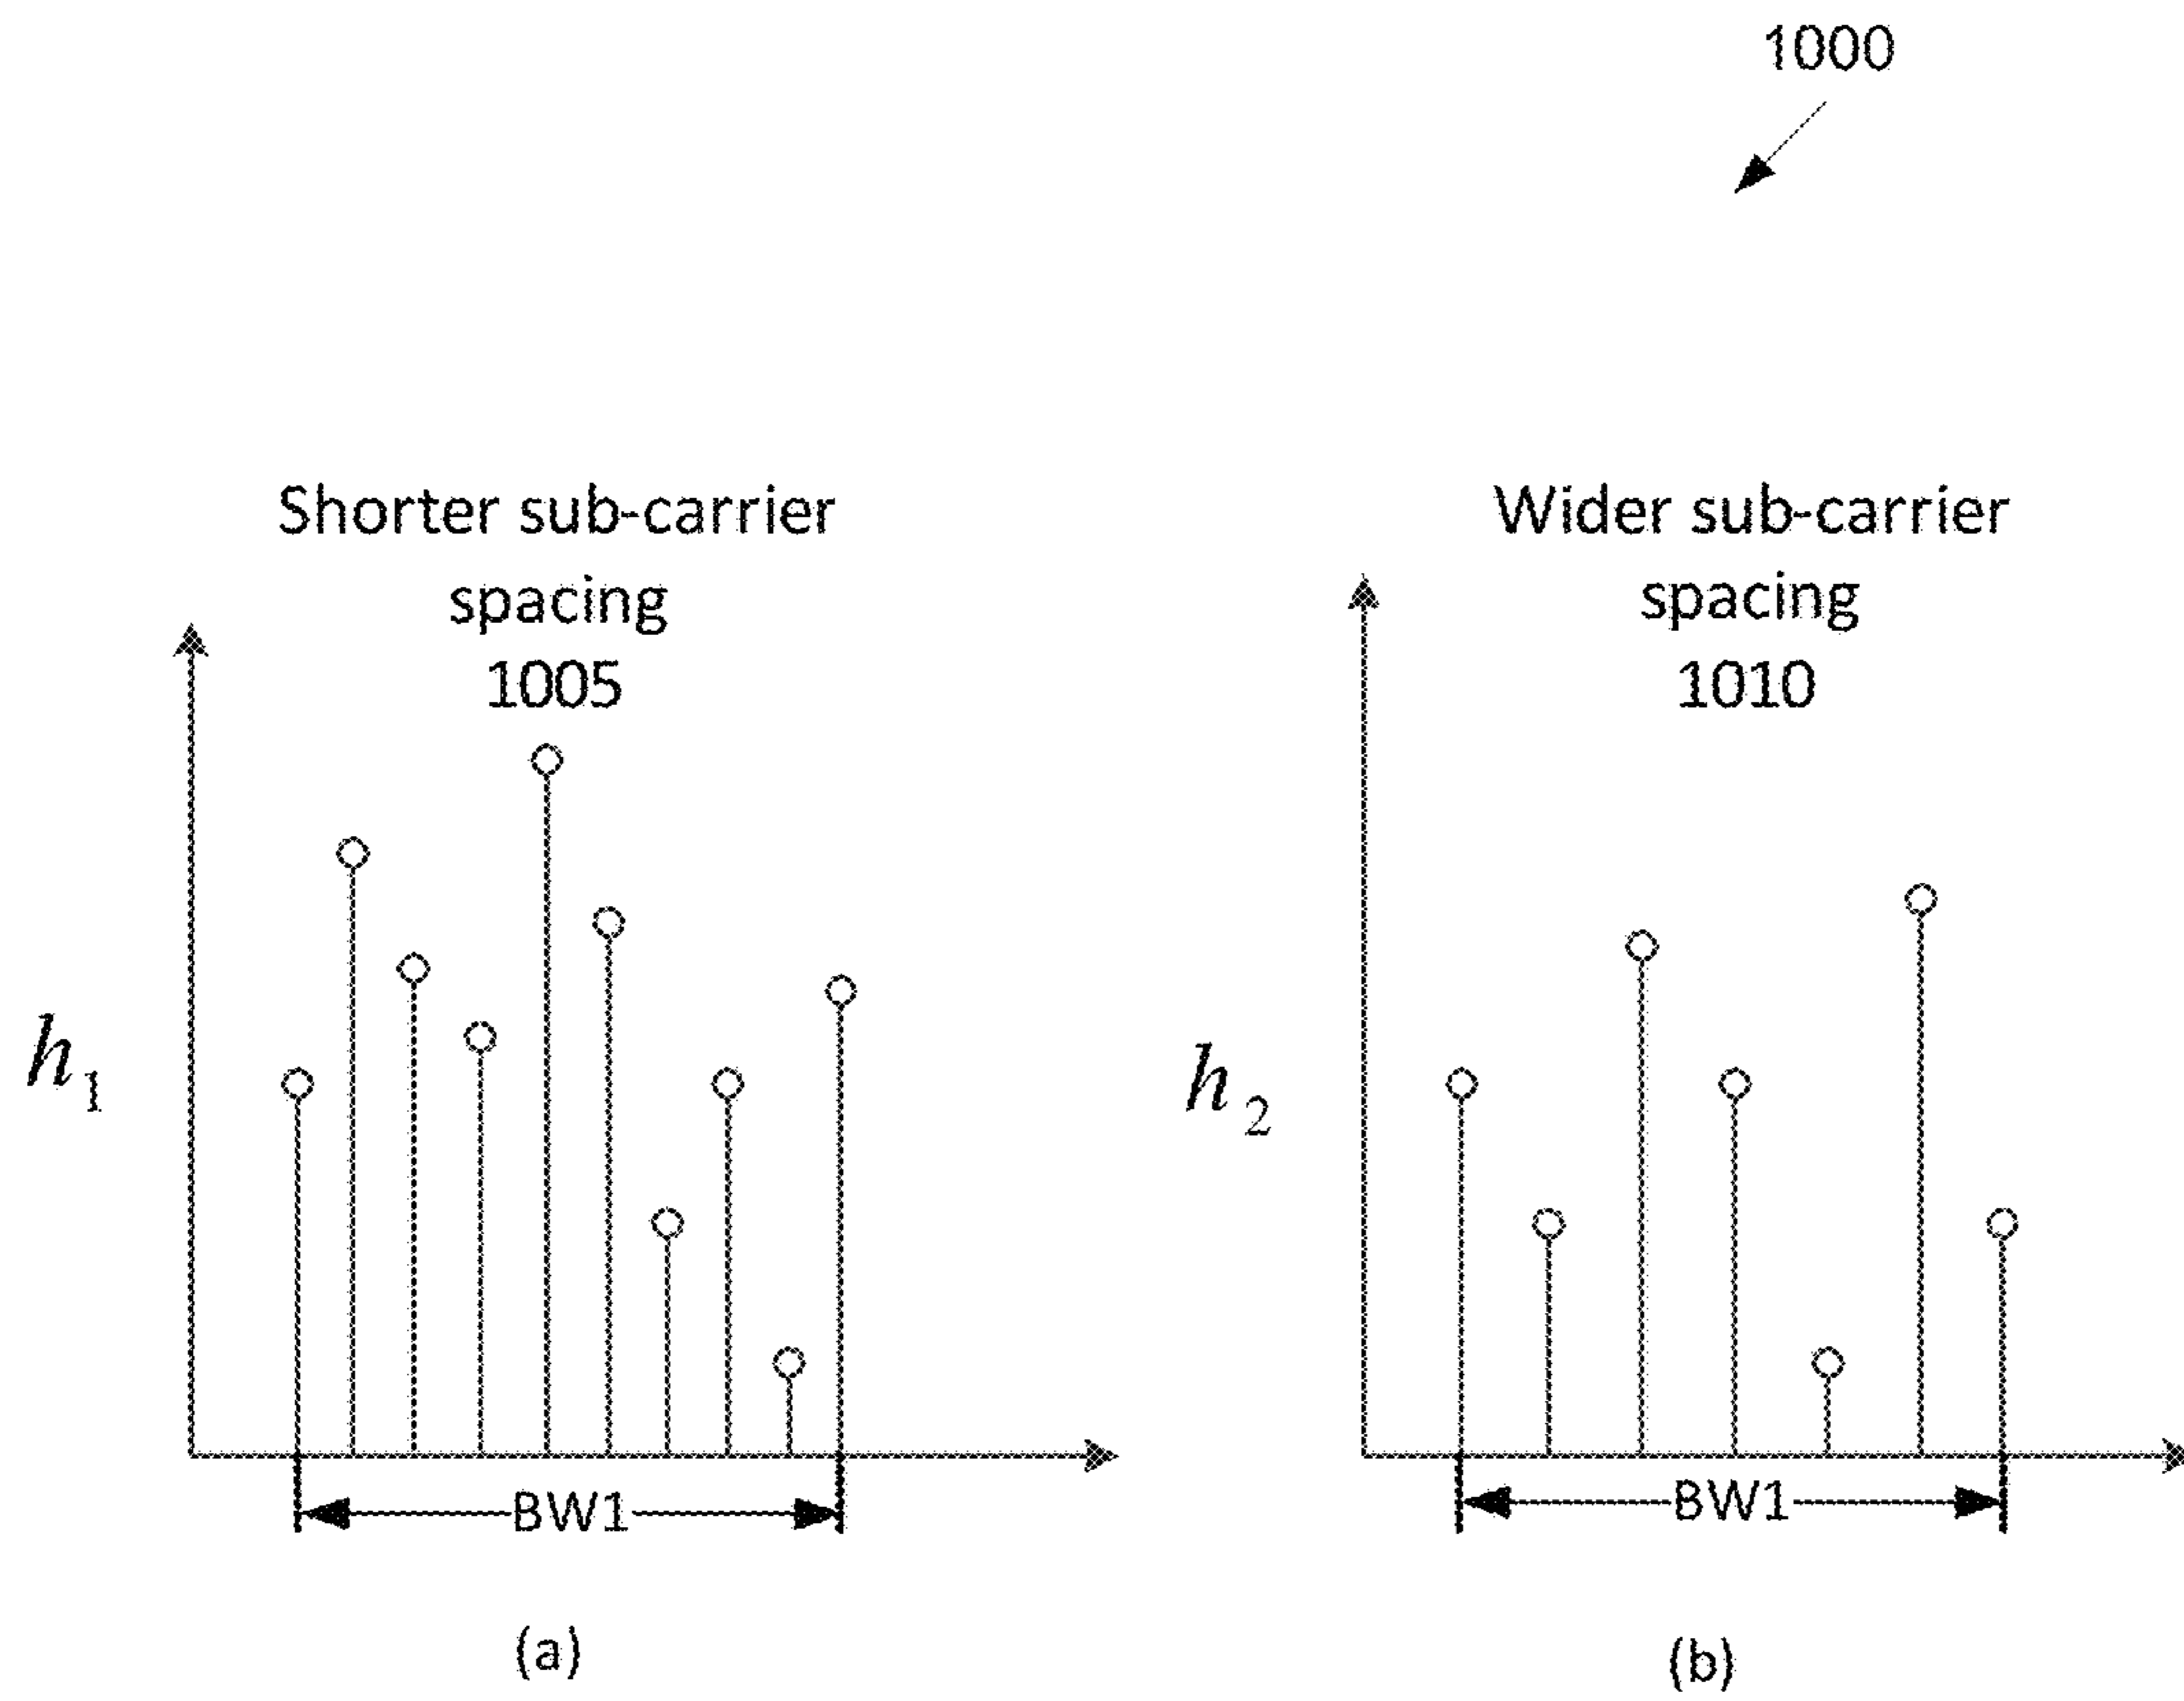 1000
Shorter sub-carrier
spacing
1005
h1
BW1
(a)
Wider sub-carrier
spacing
1010
h2
BW1
(b)